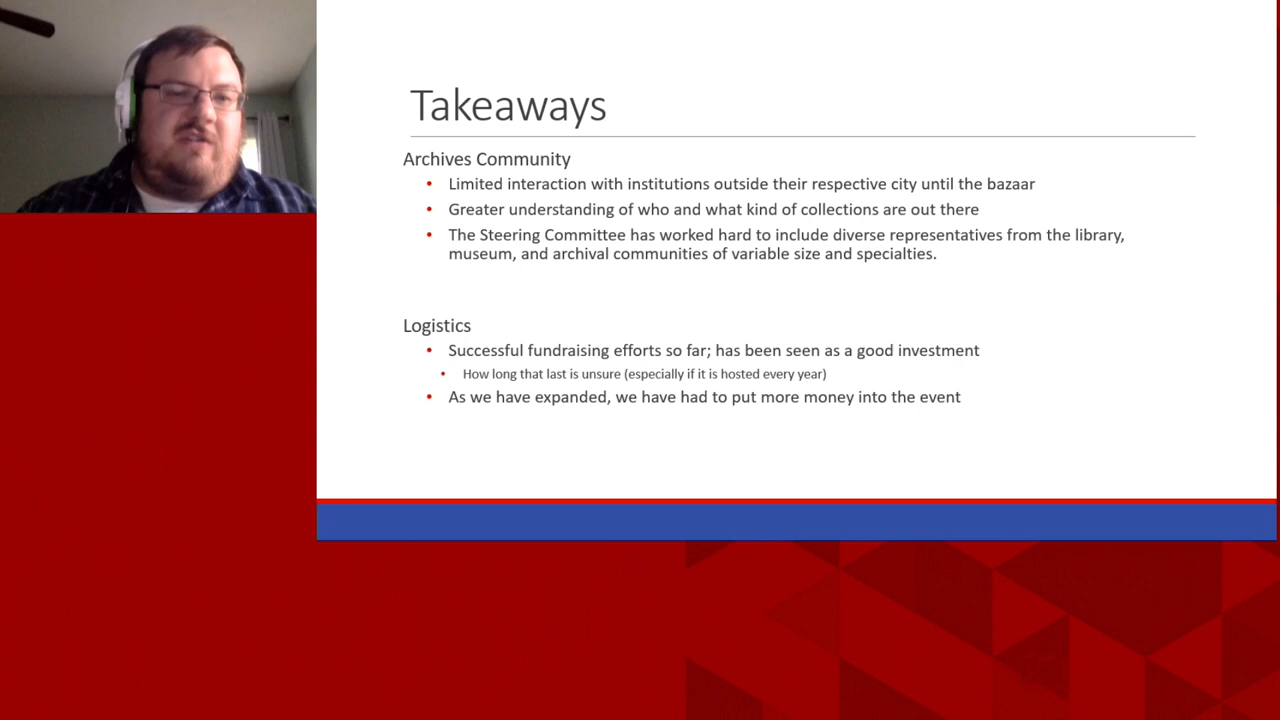 Takeaways
Archives Community
• Limited interaction with institutions outside their respective city until the bazaar
• Greater understanding of who and what kind of collections are out there
• The Steering Committee has worked hard to include diverse representatives from the library,
museum, and archival communities of variable size and specialties.
Logistics
• Successful fundraising efforts so far; has been seen as a good investment
• How long that last is unsure (especially if it is hosted every year)
• As we have expanded, we have had to put more money into the event